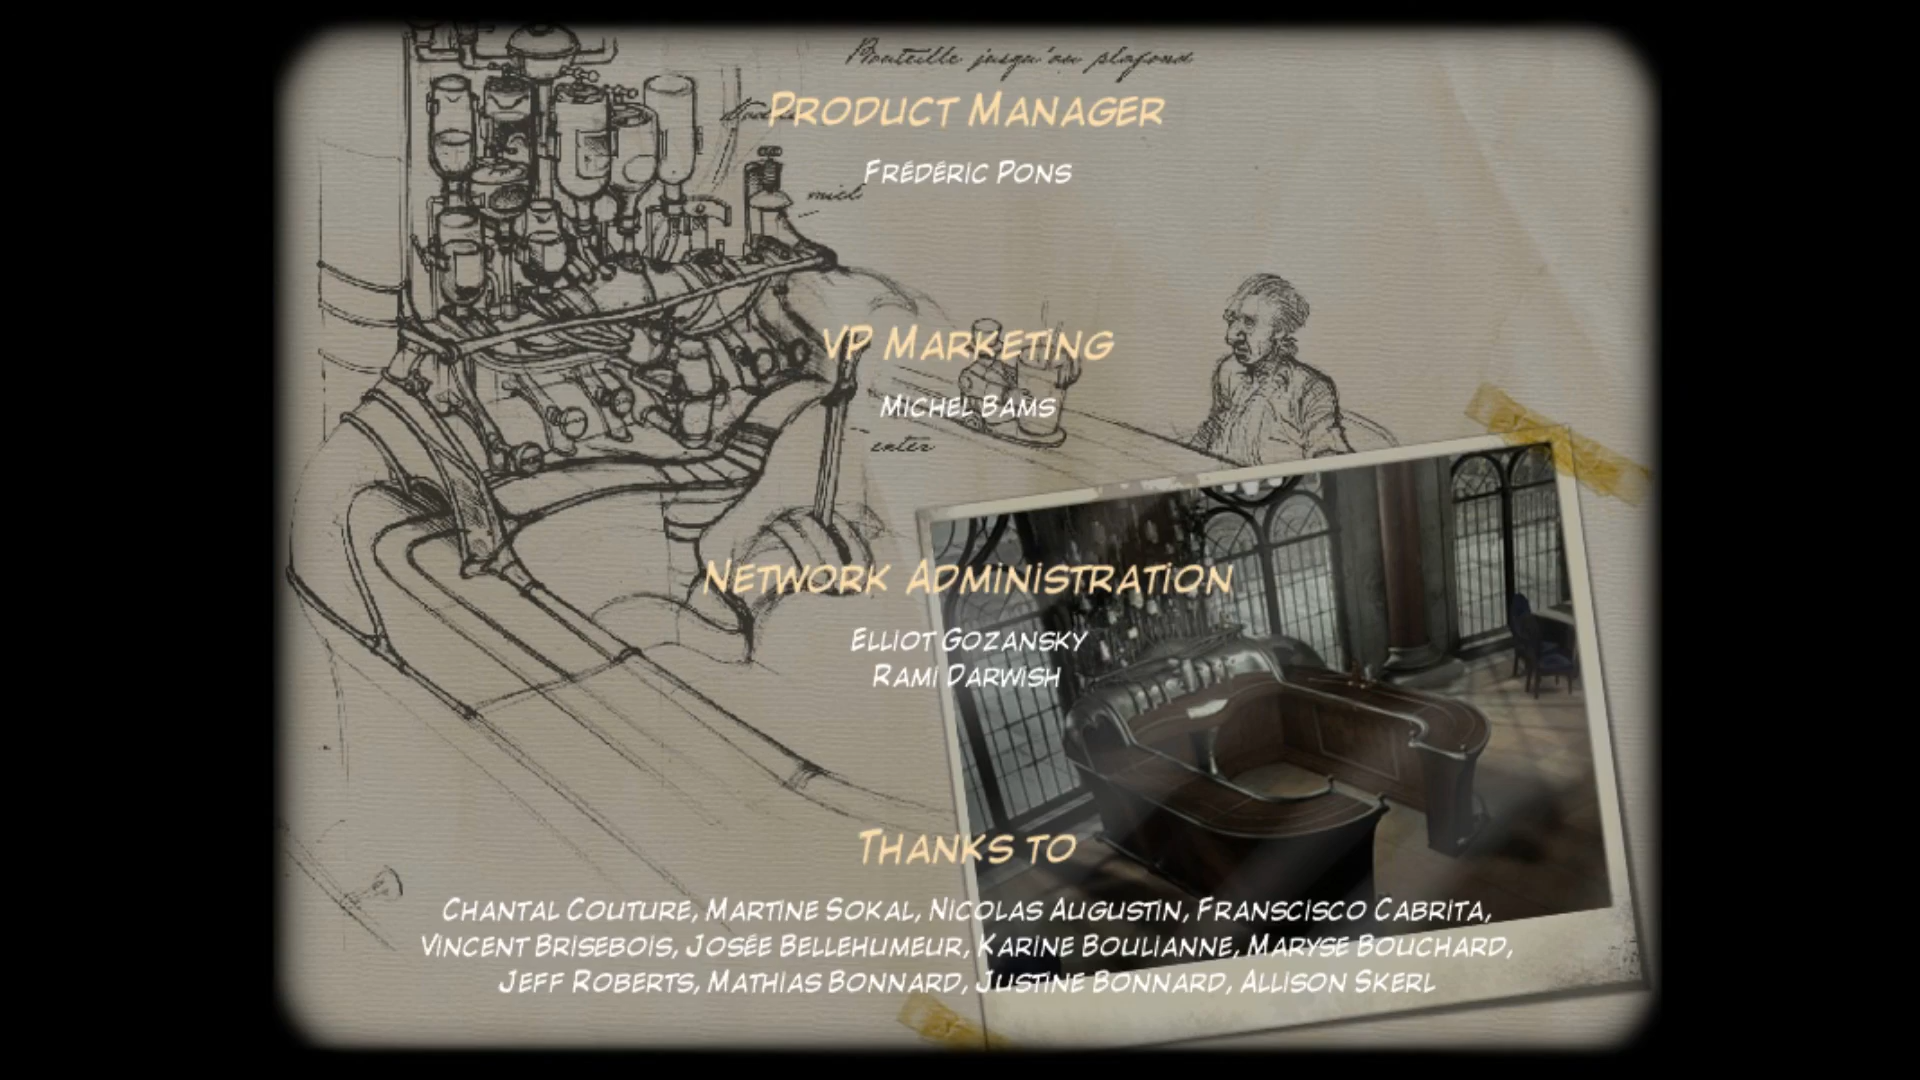 Bouteille jusqu'au plafond
PRODUCT MANAGER
FRÉDÉRIC PONS
miel
VP MARKETING
MICHEL BAMS
enter
NETWORK ADMINISTRATION
ELLIOT GOZANSKY
RAMI DARWISH
THANKS TO
CHANTAL COUTURE, MARTINE SOKAL, NICOLAS AUGUSTIN, FRANSCISCO CABRITA,
VINCENT BRISEBOIS, JOSÉE BELLEHUMEUR, KARINE BOULIANNE, MARYSE BOUCHARD,
JEFF ROBERTS, MATHIAS BONNARD, JUSTINE BONNARD, ALLISON SKERL